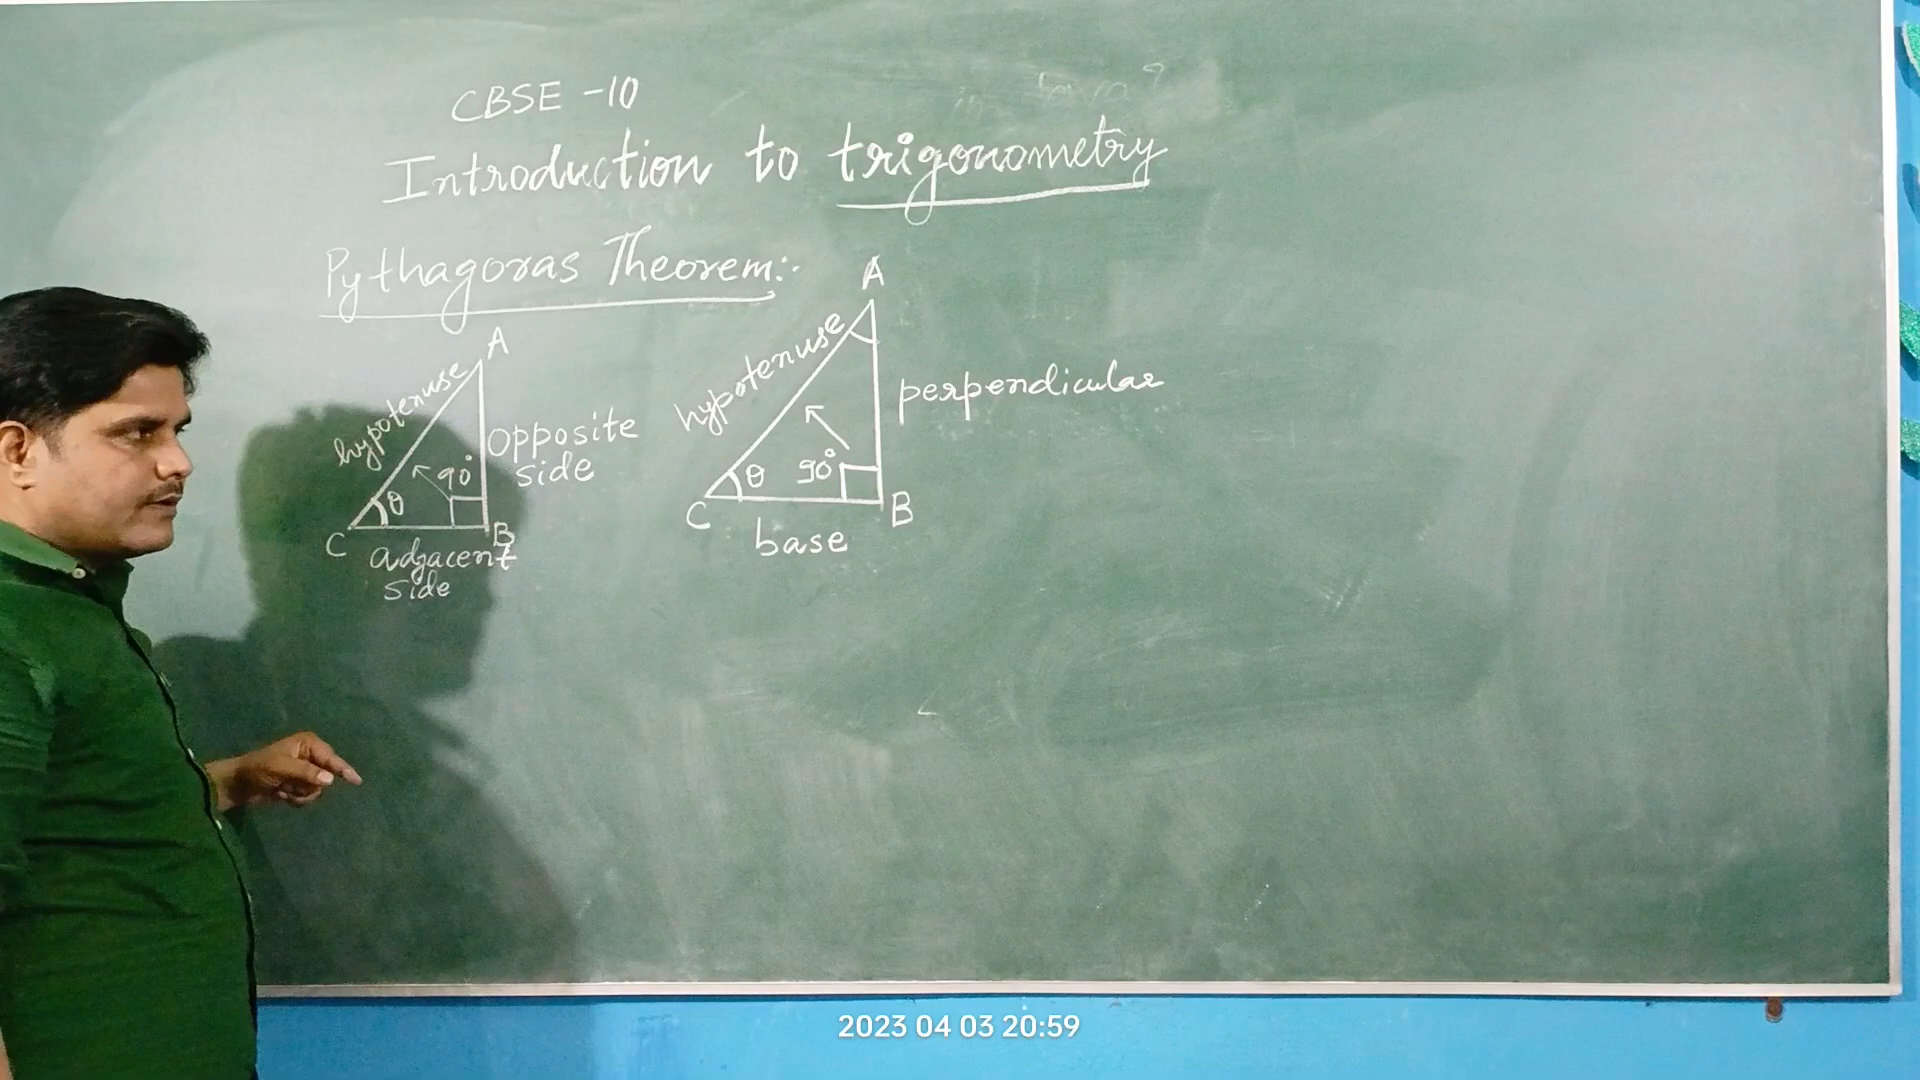 CBSE -10
Introduction to trigonometry
Pythagoras Theorem:-
A
hypotenuse
opposite
side
90°
θ
C
B
adjacent
side
A
hypotenuse
perpendicular
θ
90°
C
B
base
2023 04 03 20:59